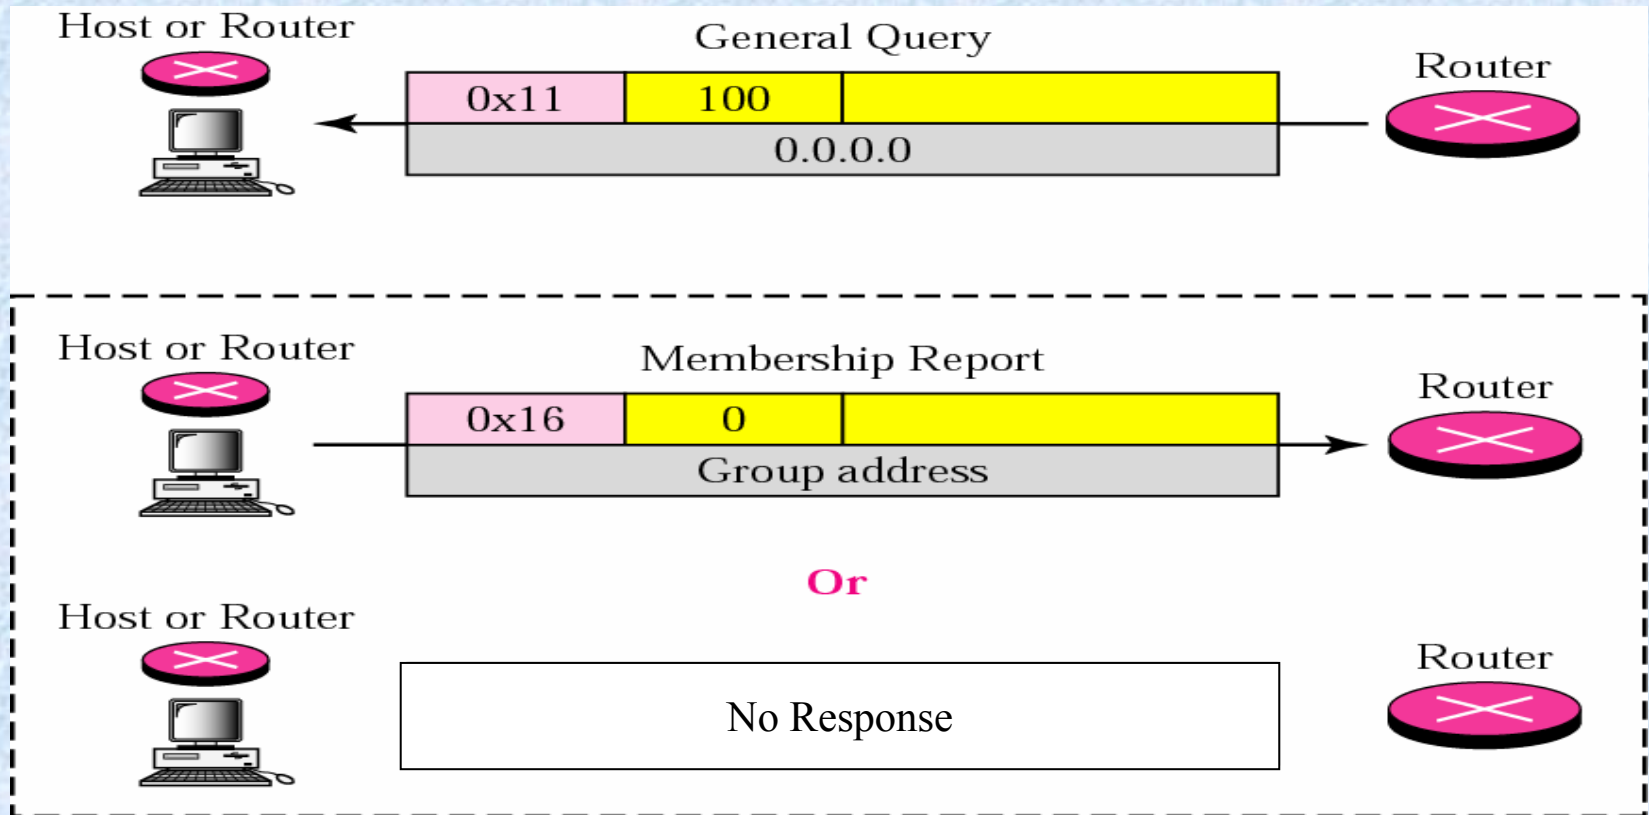 Host or Router
General Query
Router
0x11 100
0.0.0.0
Host or Router
Membership Report
Router
0x16 0
Group address
Or
Host or Router
Router
No Response